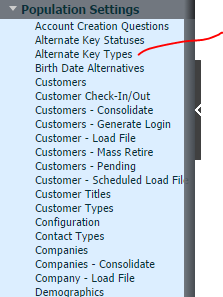 Population Settings
Account Creation Questions
Alternate Key Statuses
Alternate Key Types
Birth Date Alternatives
Customers
Customer Check-In/Out
Customers - Consolidate
Customers - Generate Login
Customer - Load File
Customers - Mass Retire
Customers - Pending
Customer - Scheduled Load File
Customer Titles
Customer Types
Configuration
Contact Types
Companies
Companies - Consolidate
Company - Load File
Demographics